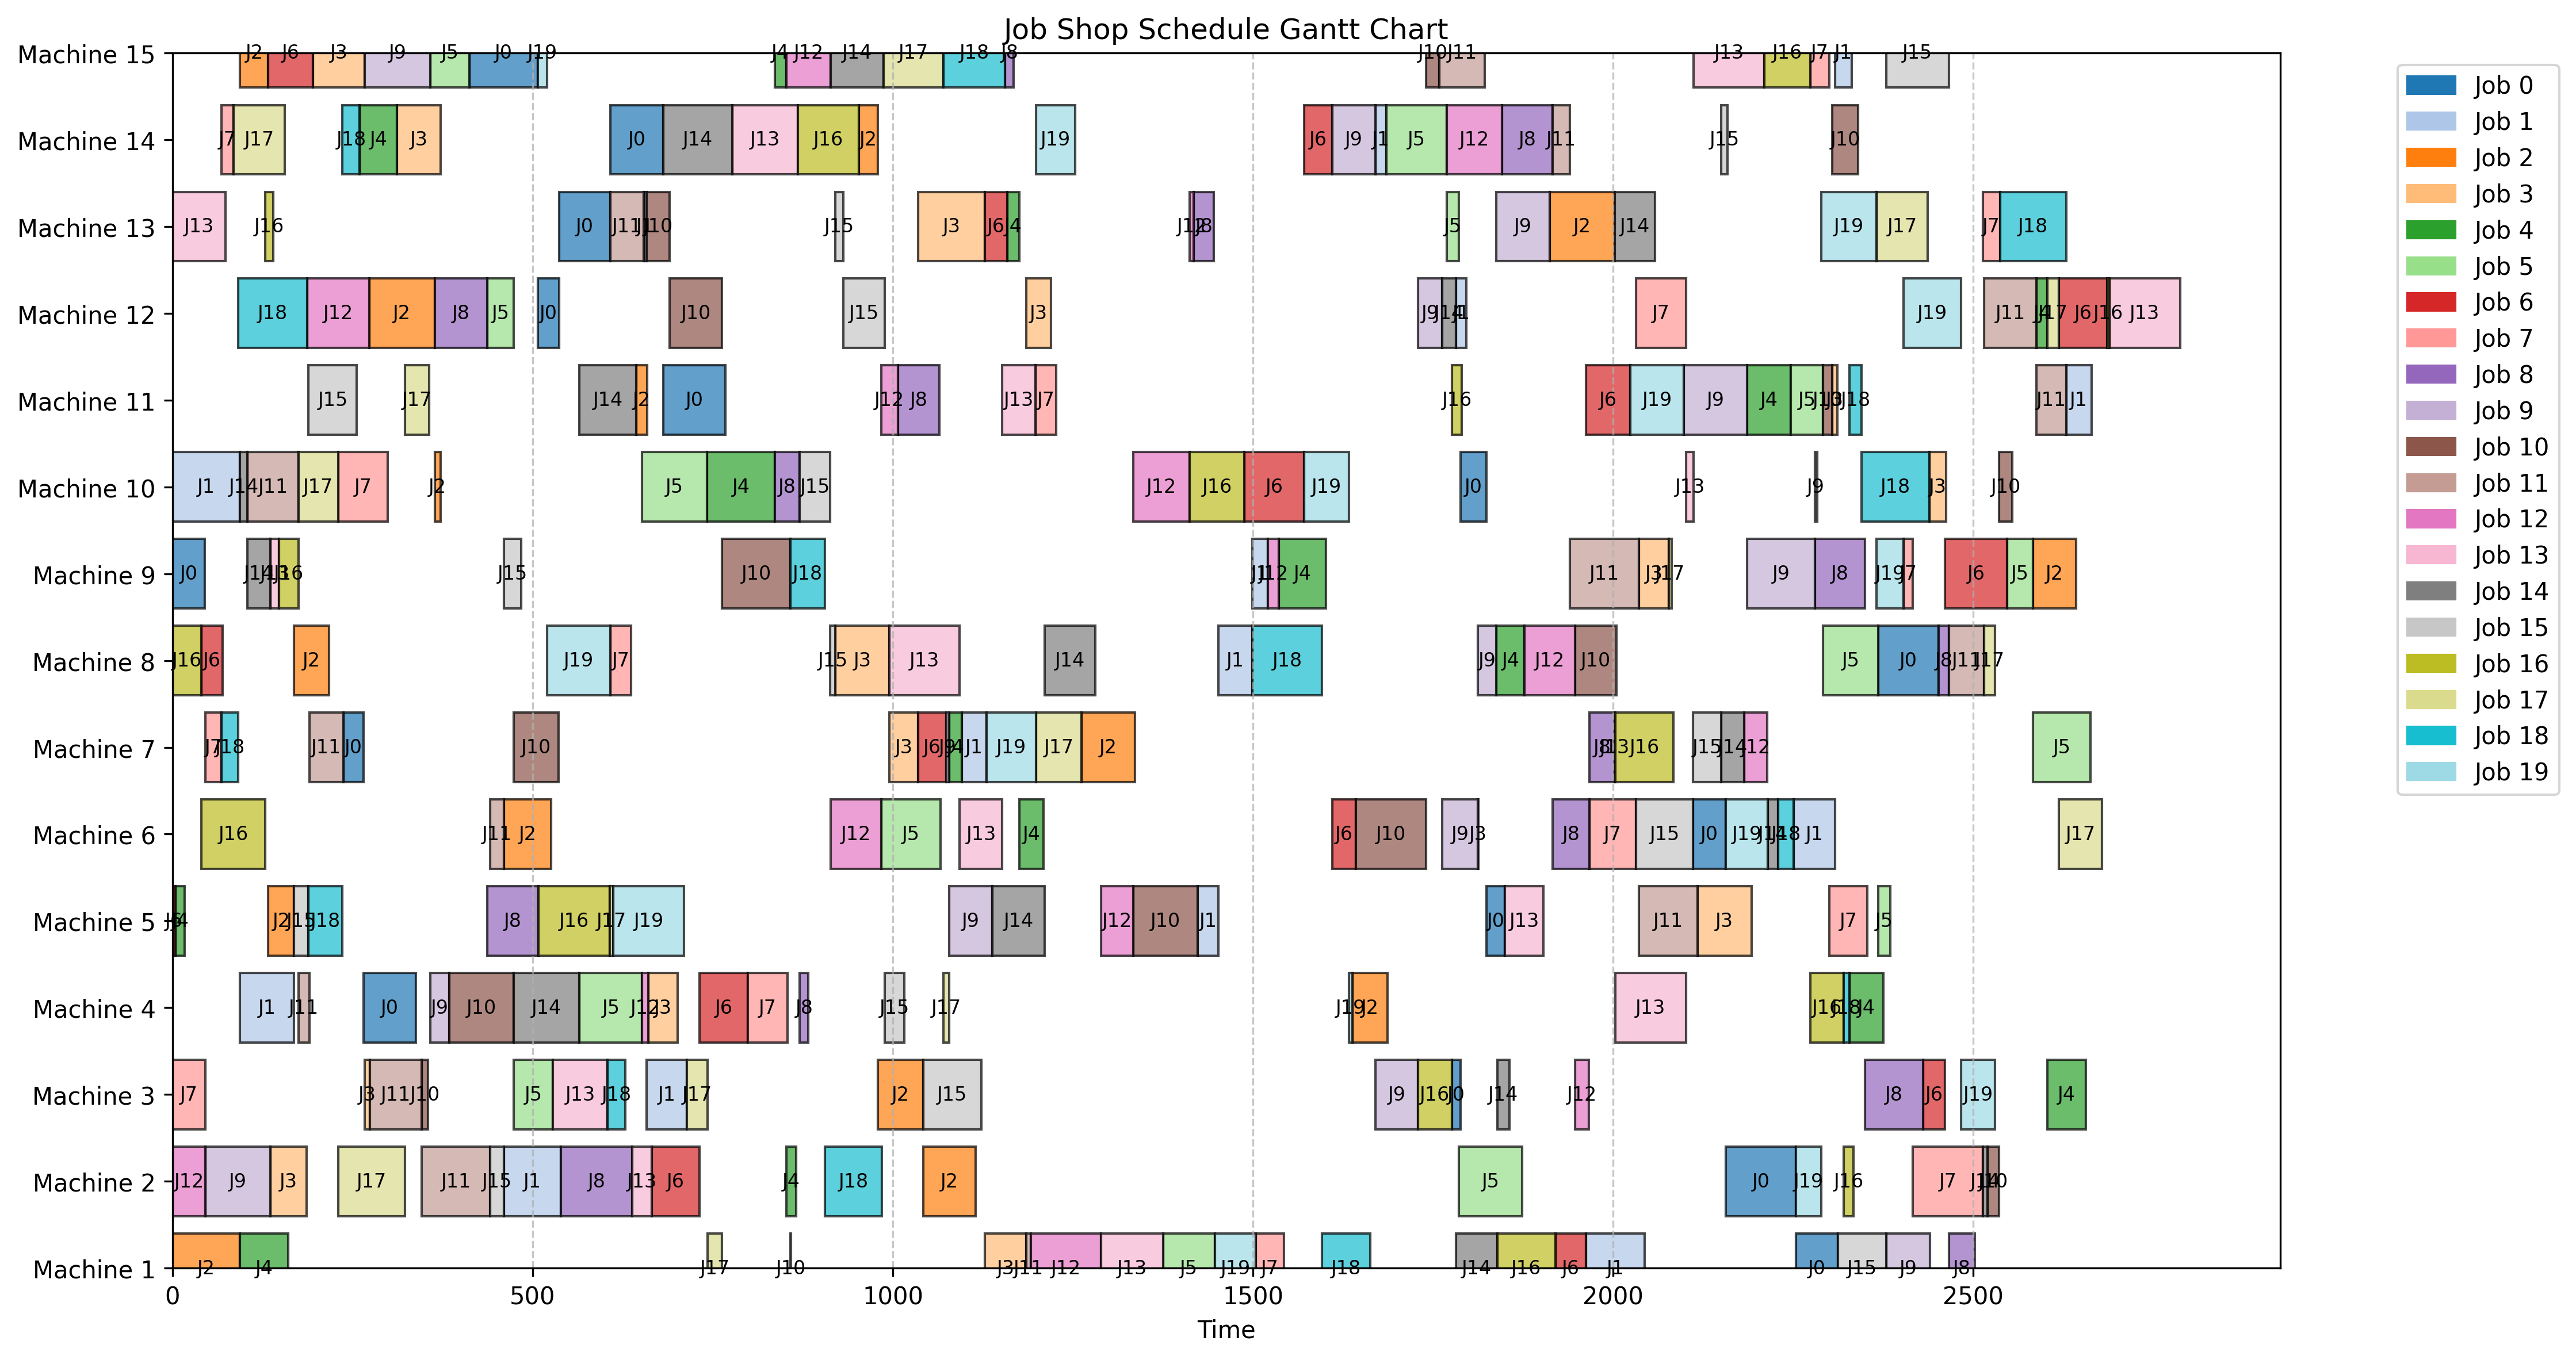 Job Shop Schedule Gantt Chart
Machine 15 J2 J6 J3 J9 J5 J0 J19 J4 J12 J14 J17 J18 J8 J10 J11 J13 J16 J7 J1 J15
Machine 14 J7 J17 J18 J4 J3 J0 J14 J13 J16 J2 J19 J6 J9 J1 J5 J12 J8 J11 J15 J10
Machine 13 J13 J16 J0 J11 J10 J15 J3 J6 J4 J12 J8 J5 J9 J2 J14 J19 J17 J7 J18
Machine 12 J18 J12 J2 J8 J5 J0 J10 J15 J3 J9 J14 J1 J7 J19 J11 J4 J17 J6 J16 J13
Machine 11 J15 J17 J14 J2 J0 J12 J8 J13 J7 J16 J6 J19 J9 J4 J5 J10 J3 J18 J11 J1
Machine 10 J1 J14 J11 J17 J7 J2 J5 J4 J8 J15 J12 J16 J6 J19 J0 J13 J9 J18 J3 J10
Machine 9 J0 J14 J13 J16 J15 J10 J18 J1 J12 J4 J11 J3 J17 J9 J8 J19 J7 J6 J5 J2
Machine 8 J16 J6 J2 J19 J7 J15 J3 J13 J14 J1 J18 J9 J4 J12 J10 J5 J0 J8 J11 J17
Machine 7 J7 J18 J11 J0 J10 J3 J6 J9 J4 J1 J19 J17 J2 J8 J13 J16 J15 J14 J12 J5
Machine 6 J16 J11 J2 J12 J5 J13 J4 J6 J10 J9 J3 J8 J7 J15 J0 J19 J14 J18 J1 J17
Machine 5 J6 J4 J2 J15 J18 J8 J16 J17 J19 J9 J14 J12 J10 J1 J0 J13 J11 J3 J7 J5
Machine 4 J1 J11 J0 J9 J10 J14 J5 J12 J3 J6 J7 J8 J15 J17 J19 J2 J13 J16 J18 J4
Machine 3 J7 J3 J11 J10 J5 J13 J18 J1 J17 J2 J15 J9 J16 J0 J14 J12 J8 J6 J19 J4
Machine 2 J12 J9 J3 J17 J11 J15 J1 J8 J13 J6 J4 J18 J2 J5 J0 J19 J16 J7 J14 J10
Machine 1 J2 J4 J17 J10 J3 J11 J12 J13 J5 J19 J7 J18 J14 J16 J6 J1 J0 J15 J9 J8
0 500 1000 1500 2000 2500
Time
Job 0
Job 1
Job 2
Job 3
Job 4
Job 5
Job 6
Job 7
Job 8
Job 9
Job 10
Job 11
Job 12
Job 13
Job 14
Job 15
Job 16
Job 17
Job 18
Job 19